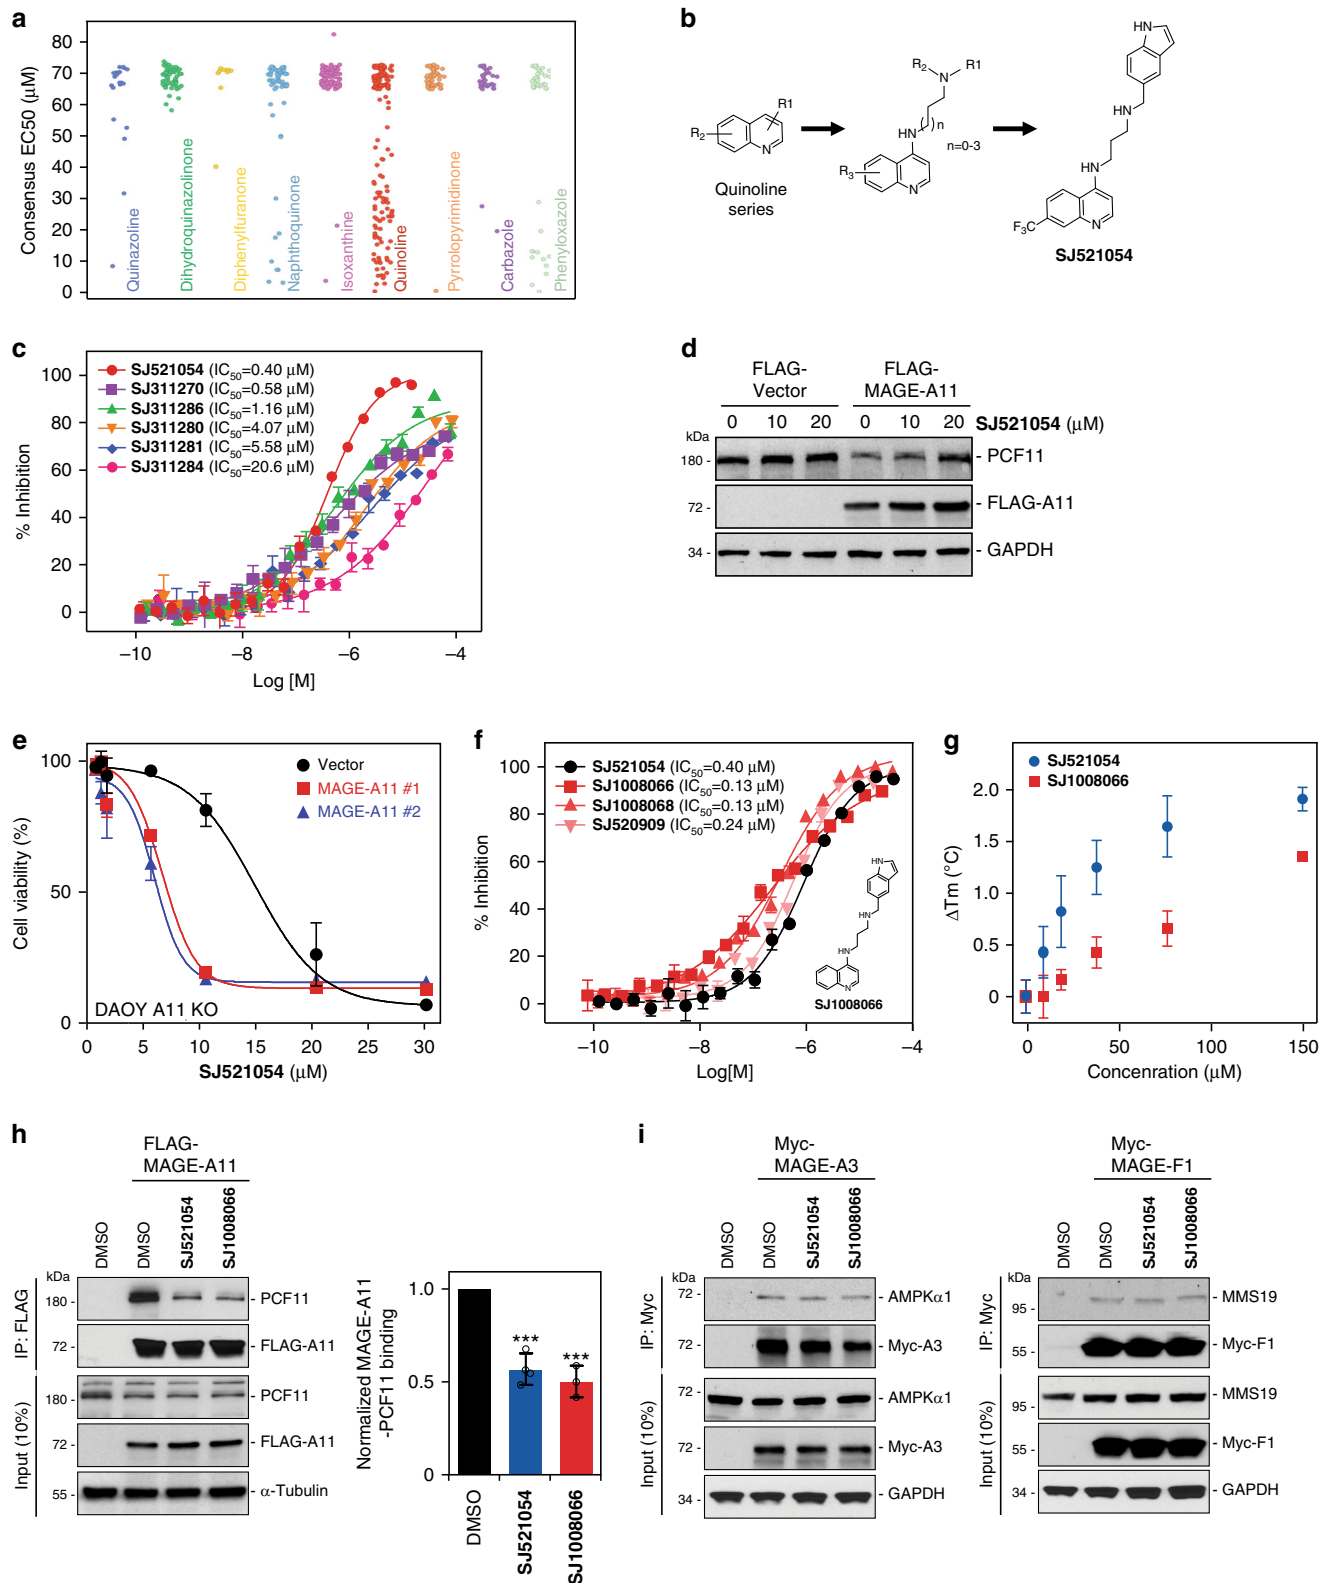 a
Consensus EC50 (µM)
80
70
60
50
40
30
20
10
0
Quinazoline
Dihydroquinazolinone
Diphenylfuranone
Naphthoquinone
Isoxanthine
Quinoline
Pyrrolopyrimidinone
Carbazole
Phenyloxazole
b
R2
R1
N
Quinoline
series
R2
R1
N
( )n
HN
n=0-3
R3
N
HN
HN
HN
F3C
N
SJ521054
c
% Inhibition
100
80
60
40
20
0
SJ521054 (IC50=0.40 µM)
SJ311270 (IC50=0.58 µM)
SJ311286 (IC50=1.16 µM)
SJ311280 (IC50=4.07 µM)
SJ311281 (IC50=5.58 µM)
SJ311284 (IC50=20.6 µM)
−10 −8 −6 −4
Log [M]
d
FLAG-
Vector
FLAG-
MAGE-A11
0 10 20 0 10 20 SJ521054 (µM)
kDa
180 - - PCF11
72 - - FLAG-A11
34 - - GAPDH
e
Cell viability (%)
100
50
0
Vector
MAGE-A11 #1
MAGE-A11 #2
DAOY A11 KO
0 5 10 15 20 25 30
SJ521054 (µM)
f
% Inhibition
100
80
60
40
20
0
SJ521054 (IC50=0.40 µM)
SJ1008066 (IC50=0.13 µM)
SJ1008068 (IC50=0.13 µM)
SJ520909 (IC50=0.24 µM)
HN
HN
HN
N
SJ1008066
−10 −8 −6 −4
Log[M]
g
ΔTm (°C)
SJ521054
SJ1008066
2.0
1.5
1.0
0.5
0
0 50 100 150
Concenration (µM)
h
FLAG-
MAGE-A11
DMSO
DMSO
SJ521054
SJ1008066
kDa
IP: FLAG
180 - - PCF11
72 - - FLAG-A11
Input (10%)
180 - - PCF11
72 - - FLAG-A11
55 - - α-Tubulin
Normalized MAGE-A11
-PCF11 binding
1.0
0.5
0
***
***
DMSO
SJ521054
SJ1008066
i
Myc-
MAGE-A3
DMSO
DMSO
SJ521054
SJ1008066
kDa
IP: Myc
72 - - AMPKα1
72 - - Myc-A3
Input (10%)
72 - - AMPKα1
72 - - Myc-A3
34 - - GAPDH
Myc-
MAGE-F1
DMSO
DMSO
SJ521054
SJ1008066
kDa
IP: Myc
95 - - MMS19
55 - - Myc-F1
Input (10%)
95 - - MMS19
55 - - Myc-F1
34 - - GAPDH